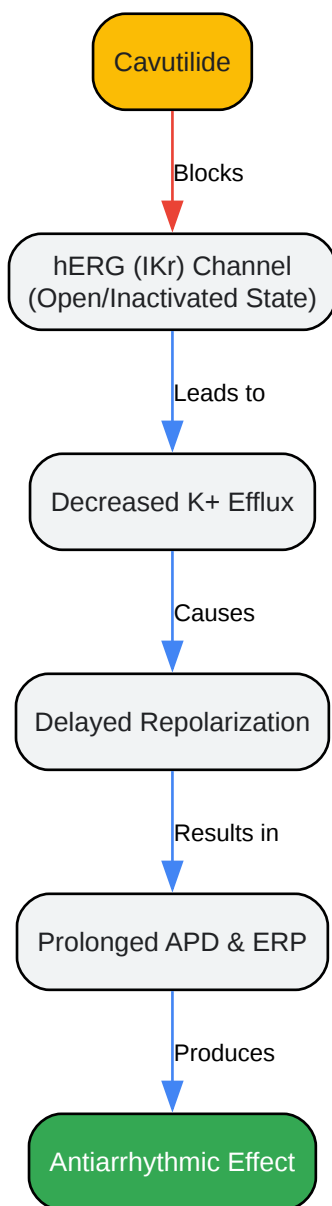 Cavutilide
Blocks
hERG (IKr) Channel
(Open/Inactivated State)
Leads to
Decreased K+ Efflux
Causes
Delayed Repolarization
Results in
Prolonged APD & ERP
Produces
Antiarrhythmic Effect